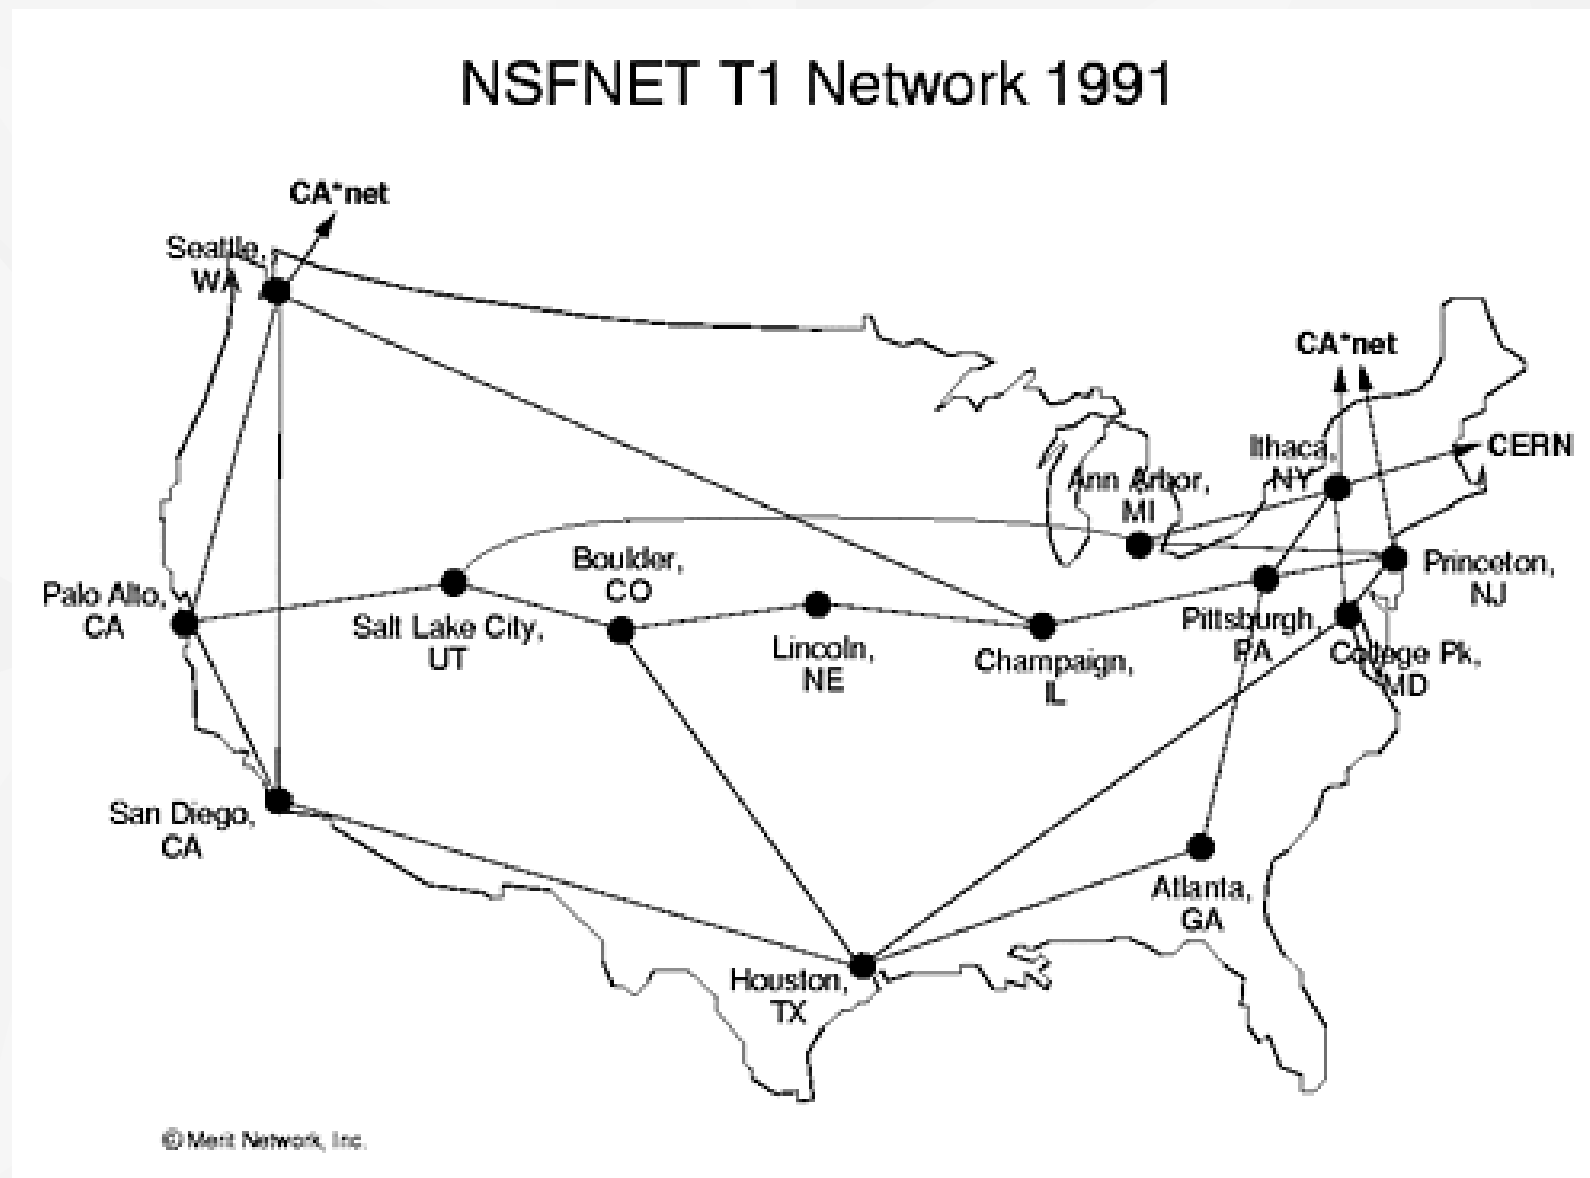 NSFNET T1 Network 1991
CA*net
Seattle,
WA
CA*net
Ithaca,
NY
CERN
Ann Arbor,
MI
Boulder,
CO
Princeton,
NJ
Palo Alto,
CA
Salt Lake City,
UT
Lincoln,
NE
Champaign,
IL
Pittsburgh,
PA
College Pk,
MD
San Diego,
CA
Atlanta,
GA
Houston,
TX
© Merit Network, Inc.